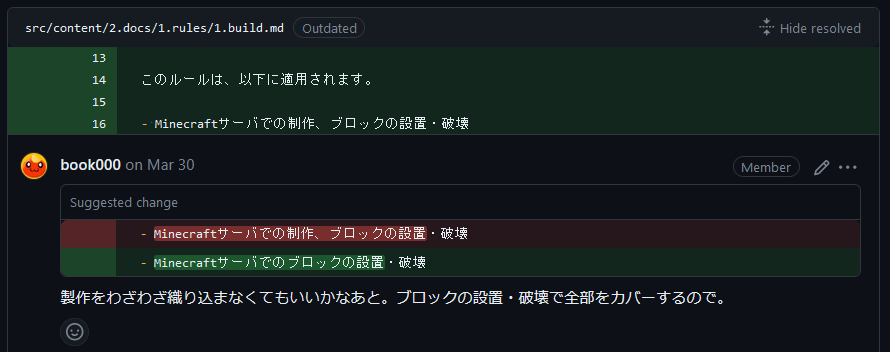 src/content/2.docs/1.rules/1.build.md Outdated Hide resolved
13
14 このルールは、以下に適用されます。
15
16 - Minecraftサーバでの制作、ブロックの設置・破壊
book000 on Mar 30 Member
Suggested change
- Minecraftサーバでの制作、ブロックの設置・破壊
- Minecraftサーバでのブロックの設置・破壊
製作をわざわざ織り込まなくてもいいかなあと。ブロックの設置・破壊で全部をカバーするので。